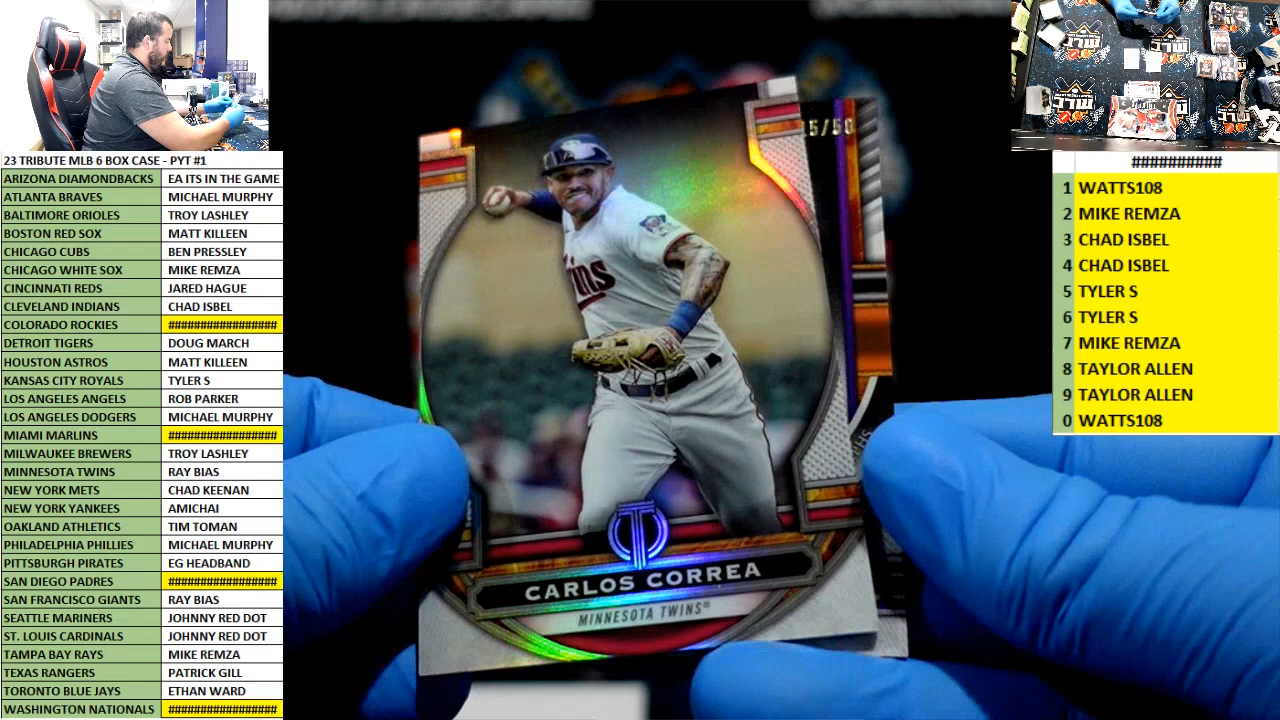 23 TRIBUTE MLB 6 BOX CASE - PYT #1
ARIZONA DIAMONDBACKS EA ITS IN THE GAME
ATLANTA BRAVES MICHAEL MURPHY
BALTIMORE ORIOLES TROY LASHLEY
BOSTON RED SOX MATT KILLEEN
CHICAGO CUBS BEN PRESSLEY
CHICAGO WHITE SOX MIKE REMZA
CINCINNATI REDS JARED HAGUE
CLEVELAND INDIANS CHAD ISBEL
COLORADO ROCKIES #################
DETROIT TIGERS DOUG MARCH
HOUSTON ASTROS MATT KILLEEN
KANSAS CITY ROYALS TYLER S
LOS ANGELES ANGELS ROB PARKER
LOS ANGELES DODGERS MICHAEL MURPHY
MIAMI MARLINS #################
MILWAUKEE BREWERS TROY LASHLEY
MINNESOTA TWINS RAY BIAS
NEW YORK METS CHAD KEENAN
NEW YORK YANKEES AMICHAI
OAKLAND ATHLETICS TIM TOMAN
PHILADELPHIA PHILLIES MICHAEL MURPHY
PITTSBURGH PIRATES EG HEADBAND
SAN DIEGO PADRES #################
SAN FRANCISCO GIANTS RAY BIAS
SEATTLE MARINERS JOHNNY RED DOT
ST. LOUIS CARDINALS JOHNNY RED DOT
TAMPA BAY RAYS MIKE REMZA
TEXAS RANGERS PATRICK GILL
TORONTO BLUE JAYS ETHAN WARD
WASHINGTON NATIONALS #################
5/50
CARLOS CORREA
MINNESOTA TWINS
##########
1 WATTS108
2 MIKE REMZA
3 CHAD ISBEL
4 CHAD ISBEL
5 TYLER S
6 TYLER S
7 MIKE REMZA
8 TAYLOR ALLEN
9 TAYLOR ALLEN
0 WATTS108